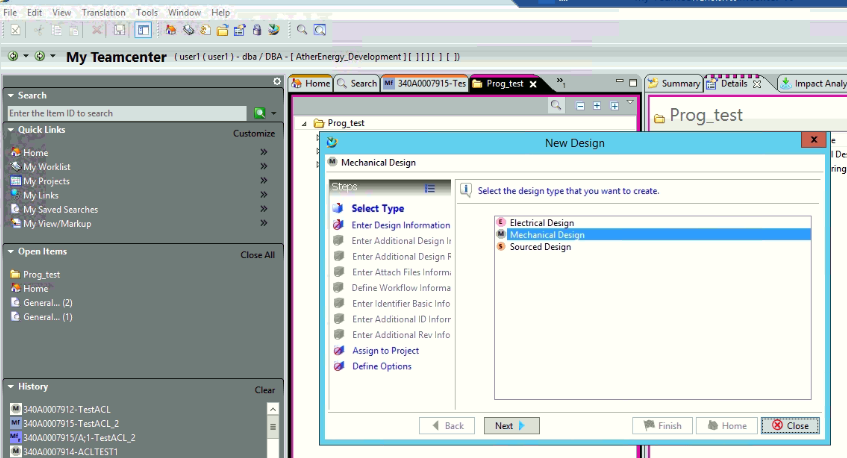 File Edit View Translation Tools Window Help
My Teamcenter ( user1 ( user1 ) - dba / DBA - [ AtherEnergy_Development ] [ ] [ ] [ ] [ ])
Search
Enter the Item ID to search
Quick Links
Customize
Home
My Worklist
My Projects
My Links
My Saved Searches
My View/Markup
Open Items
Close All
Prog_test
Home
General... (2)
General... (1)
History
Clear
340A0007912-TestACL
340A0007915-TestACL_2
340A0007915/A;1-TestACL_2
340A0007914-ACLTEST1
Home Search 340A0007915-Tes Prog_test
Prog_test
Summary Details Impact Analy
Prog_test
New Design
Mechanical Design
Steps
Select Type
Enter Design Information
Enter Additional Design Ir
Enter Additional Design R
Enter Attach Files Informa
Define Workflow Informa
Enter Identifier Basic Info
Enter Additional ID Inforr
Enter Additional Rev Info
Assign to Project
Define Options
Select the design type that you want to create.
Electrical Design
Mechanical Design
Sourced Design
Back Next Finish Home Close